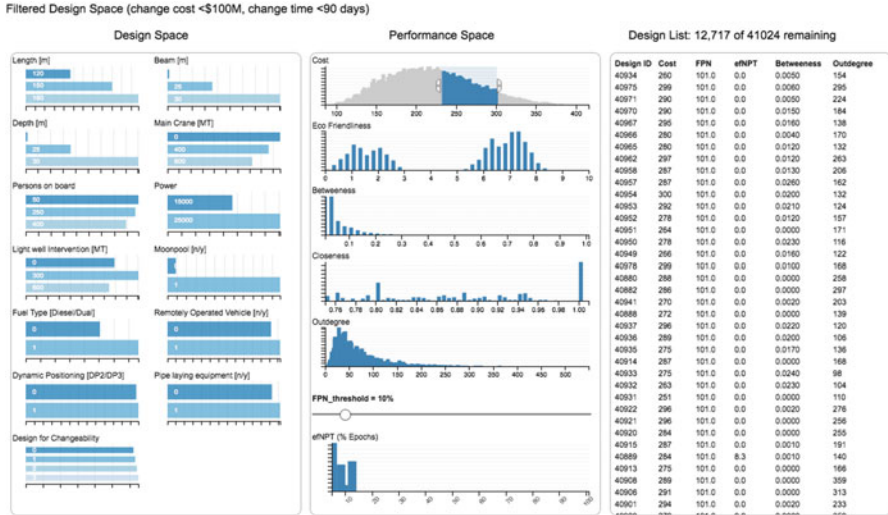 Filtered Design Space (change cost <$100M, change time <90 days)
Design Space
Performance Space
Design List: 12,717 of 41024 remaining
Length [m]
120
150
180
Beam [m]
25
30
Depth [m]
25
30
Main Crane [MT]
0
400
800
Persons on board
50
250
400
Power
15000
25000
Light well Intervention [MT]
0
300
600
Moonpool [n/y]
1
Fuel Type [Diesel/Dual]
0
1
Remotely Operated Vehicle [n/y]
0
1
Dynamic Positioning [DP2/DP3]
0
1
Pipe laying equipment [n/y]
0
1
Design for Changeability
0
1
Cost
100 150 200 250 300 350 400
Eco Friendliness
0 1 2 3 4 5 6 7 8 9 10
Betweeness
0.1 0.2 0.3 0.4 0.5 0.6 0.7 0.8 0.9 1.0
Closeness
0.76 0.78 0.80 0.82 0.84 0.86 0.88 0.90 0.92 0.94 0.96 0.98 1.00
Outdegree
0 50 100 150 200 250 300 350 400 450 500
FPN_threshold = 10%
efNPT (% Epochs)
10 20 30 40 50 60 70 80 90 100
Design ID Cost FPN efNPT Betweeness Outdegree
40934 260 101.0 0.0 0.0050 154
40975 299 101.0 0.0 0.0060 295
40971 290 101.0 0.0 0.0050 224
40970 290 101.0 0.0 0.0150 184
40967 295 101.0 0.0 0.0160 138
40966 280 101.0 0.0 0.0040 170
40965 280 101.0 0.0 0.0120 132
40962 297 101.0 0.0 0.0120 263
40958 287 101.0 0.0 0.0130 206
40957 287 101.0 0.0 0.0260 162
40954 300 101.0 0.0 0.0200 132
40953 292 101.0 0.0 0.0210 124
40952 278 101.0 0.0 0.0120 157
40951 264 101.0 0.0 0.0000 171
40950 278 101.0 0.0 0.0230 116
40949 266 101.0 0.0 0.0160 122
40978 299 101.0 0.0 0.0100 168
40880 288 101.0 0.0 0.0000 258
40882 286 101.0 0.0 0.0000 297
40941 270 101.0 0.0 0.0020 203
40888 272 101.0 0.0 0.0000 139
40937 296 101.0 0.0 0.0220 120
40936 289 101.0 0.0 0.0200 106
40935 275 101.0 0.0 0.0170 136
40914 287 101.0 0.0 0.0000 168
40933 275 101.0 0.0 0.0240 98
40932 263 101.0 0.0 0.0230 104
40931 251 101.0 0.0 0.0000 110
40922 296 101.0 0.0 0.0020 276
40921 296 101.0 0.0 0.0000 256
40920 284 101.0 0.0 0.0000 255
40915 287 101.0 0.0 0.0010 191
40889 284 101.0 8.3 0.0010 140
40913 275 101.0 0.0 0.0000 166
40908 289 101.0 0.0 0.0000 359
40906 291 101.0 0.0 0.0000 313
40901 294 101.0 0.0 0.0020 233